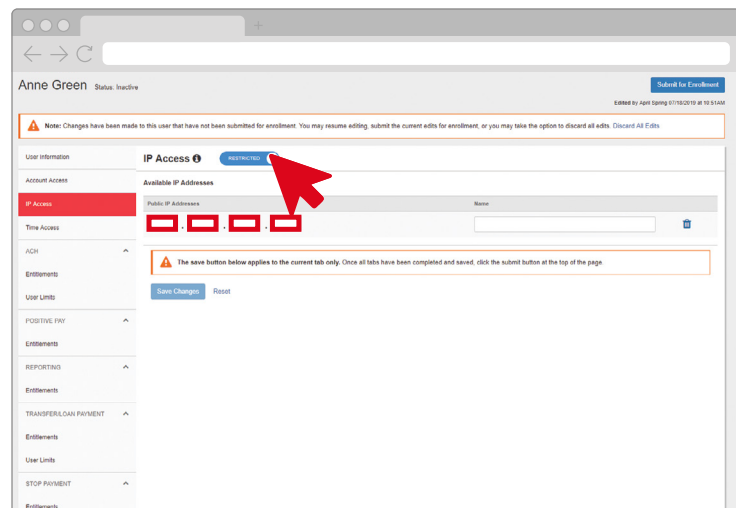 Anne Green Status: Inactive
Submit for Enrollment
Edited by April Spring 07/18/2019 at 10:51AM
Note: Changes have been made to this user that have not been submitted for enrollment. You may resume editing, submit the current edits for enrollment, or you may take the option to discard all edits. Discard All Edits
User Information
Account Access
IP Access
Time Access
ACH
Entitlements
User Limits
POSITIVE PAY
Entitlements
REPORTING
Entitlements
TRANSFER/LOAN PAYMENT
Entitlements
User Limits
STOP PAYMENT
Entitlements
IP Access
RESTRICTED
Available IP Addresses
Public IP Addresses Name
. . .
The save button below applies to the current tab only. Once all tabs have been completed and saved, click the submit button at the top of the page.
Save Changes Reset